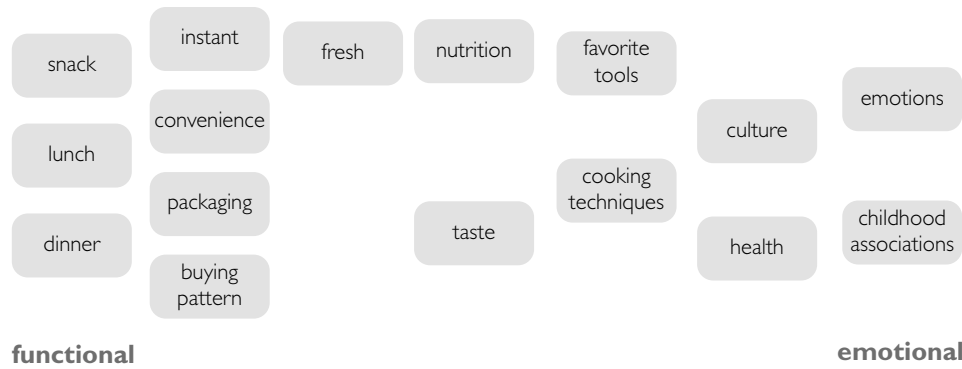 snack
lunch
dinner
instant
convenience
packaging
buying
pattern
fresh
nutrition
taste
favorite
tools
cooking
techniques
culture
health
emotions
childhood
associations
functional
emotional